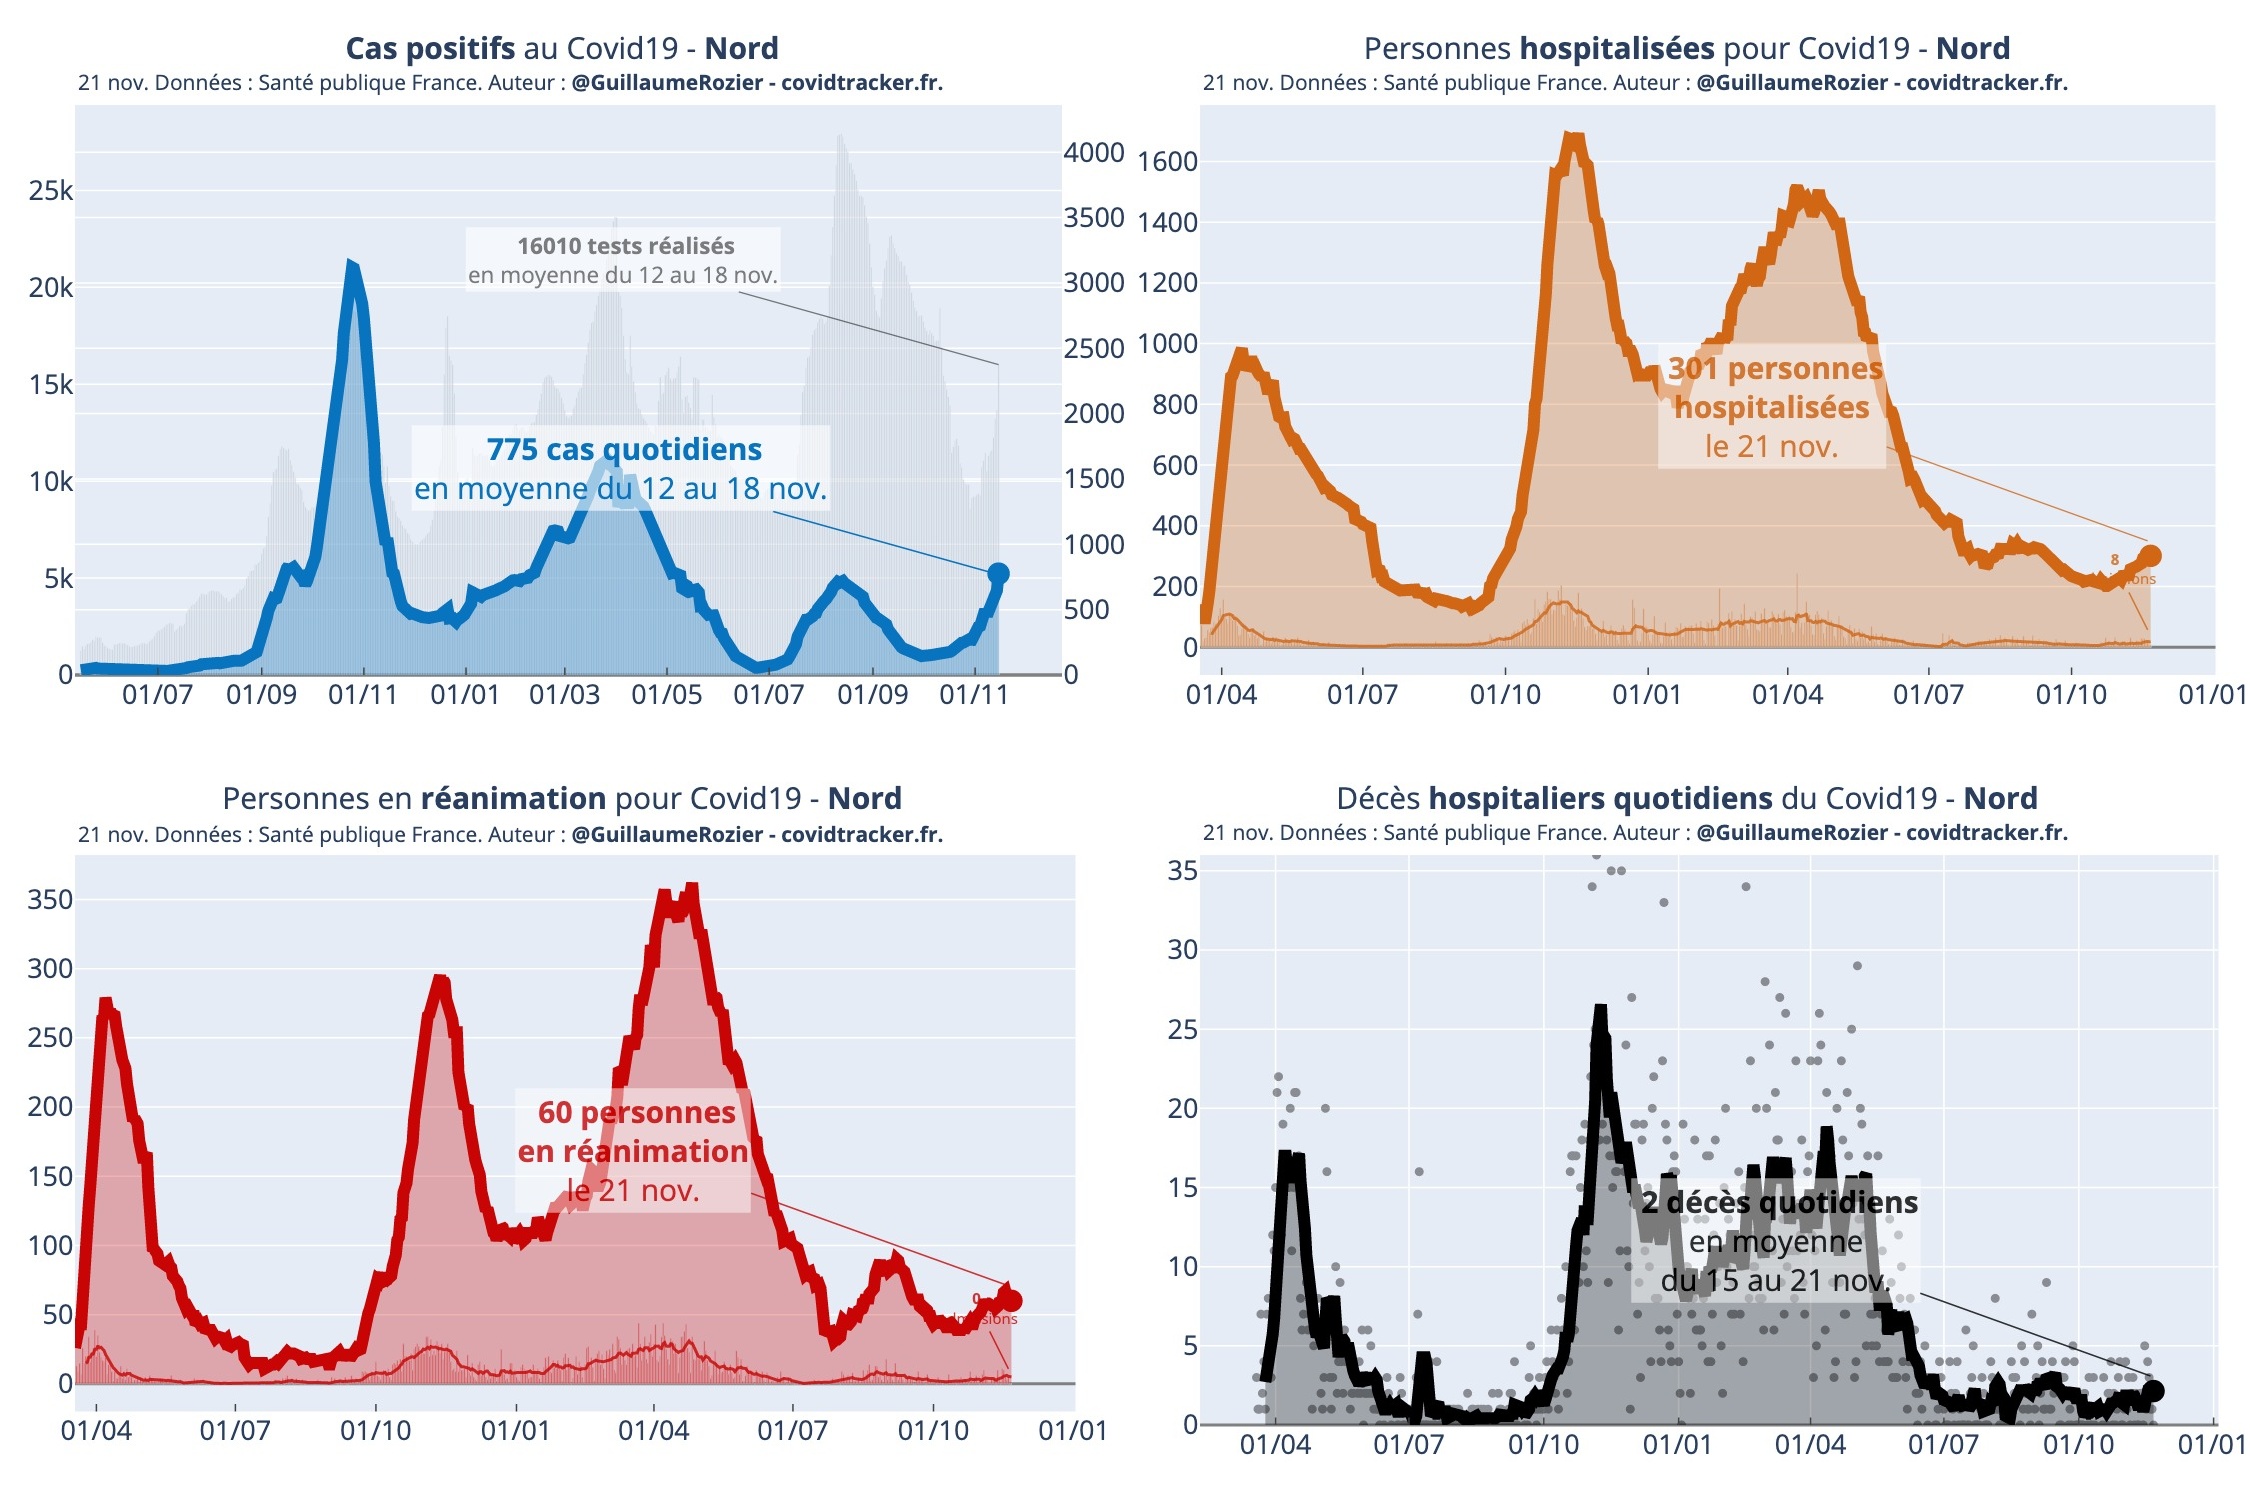 Cas positifs au Covid19 - Nord
21 nov. Données : Santé publique France. Auteur : @GuillaumeRozier - covidtracker.fr.
25k
20k
15k
10k
5k
0
4000
3500
3000
2500
2000
1500
1000
500
0
16010 tests réalisés
en moyenne du 12 au 18 nov.
775 cas quotidiens
en moyenne du 12 au 18 nov.
01/07 01/09 01/11 01/01 01/03 01/05 01/07 01/09 01/11
Personnes hospitalisées pour Covid19 - Nord
21 nov. Données : Santé publique France. Auteur : @GuillaumeRozier - covidtracker.fr.
1600
1400
1200
1000
800
600
400
200
0
301 personnes
hospitalisées
le 21 nov.
8
01/04 01/07 01/10 01/01 01/04 01/07 01/10 01/01
Personnes en réanimation pour Covid19 - Nord
21 nov. Données : Santé publique France. Auteur : @GuillaumeRozier - covidtracker.fr.
350
300
250
200
150
100
50
0
60 personnes
en réanimation
le 21 nov.
0
01/04 01/07 01/10 01/01 01/04 01/07 01/10 01/01
Décès hospitaliers quotidiens du Covid19 - Nord
21 nov. Données : Santé publique France. Auteur : @GuillaumeRozier - covidtracker.fr.
35
30
25
20
15
10
5
0
2 décès quotidiens
en moyenne
du 15 au 21 nov.
01/04 01/07 01/10 01/01 01/04 01/07 01/10 01/01